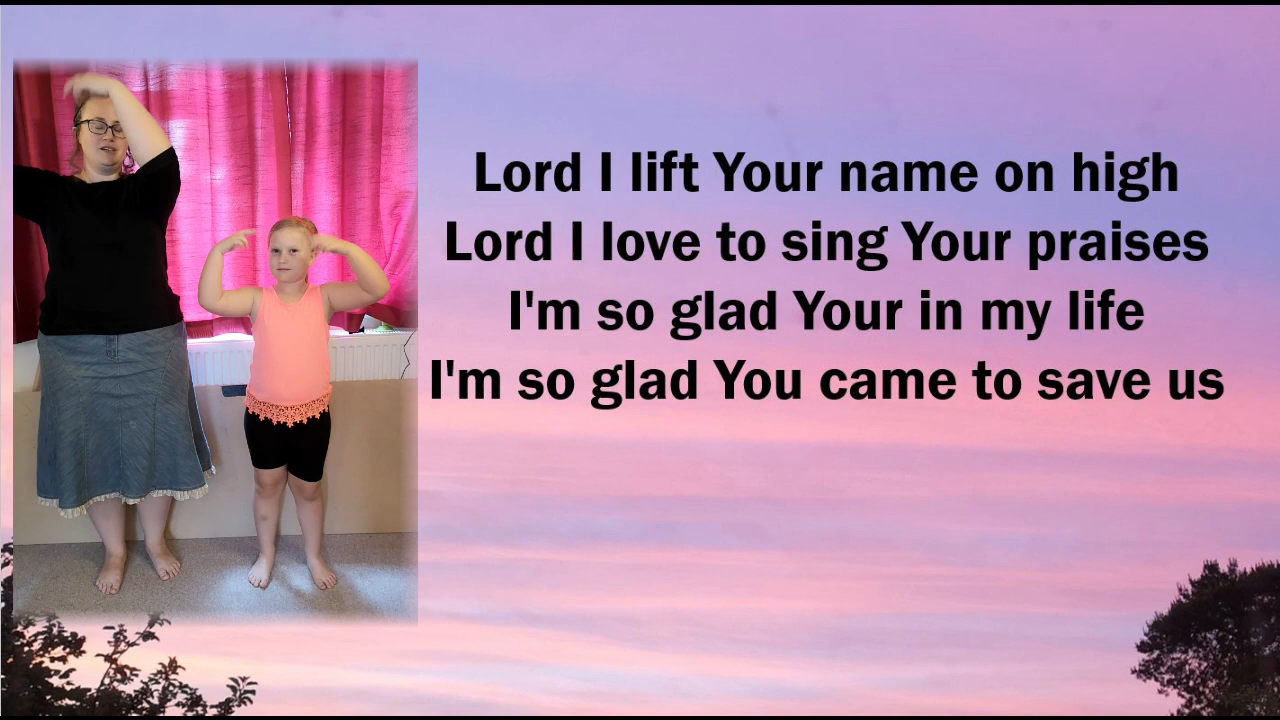 Lord I lift Your name on high
Lord I love to sing Your praises
I'm so glad Your in my life
I'm so glad You came to save us